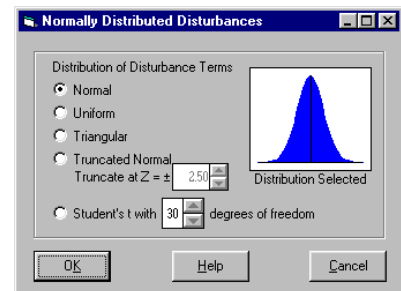 Normally Distributed Disturbances
Distribution of Disturbance Terms
Normal
Uniform
Triangular
Truncated Normal
Truncate at Z = ± 2.50
Distribution Selected
Student's t with 30 degrees of freedom
OK
Help
Cancel